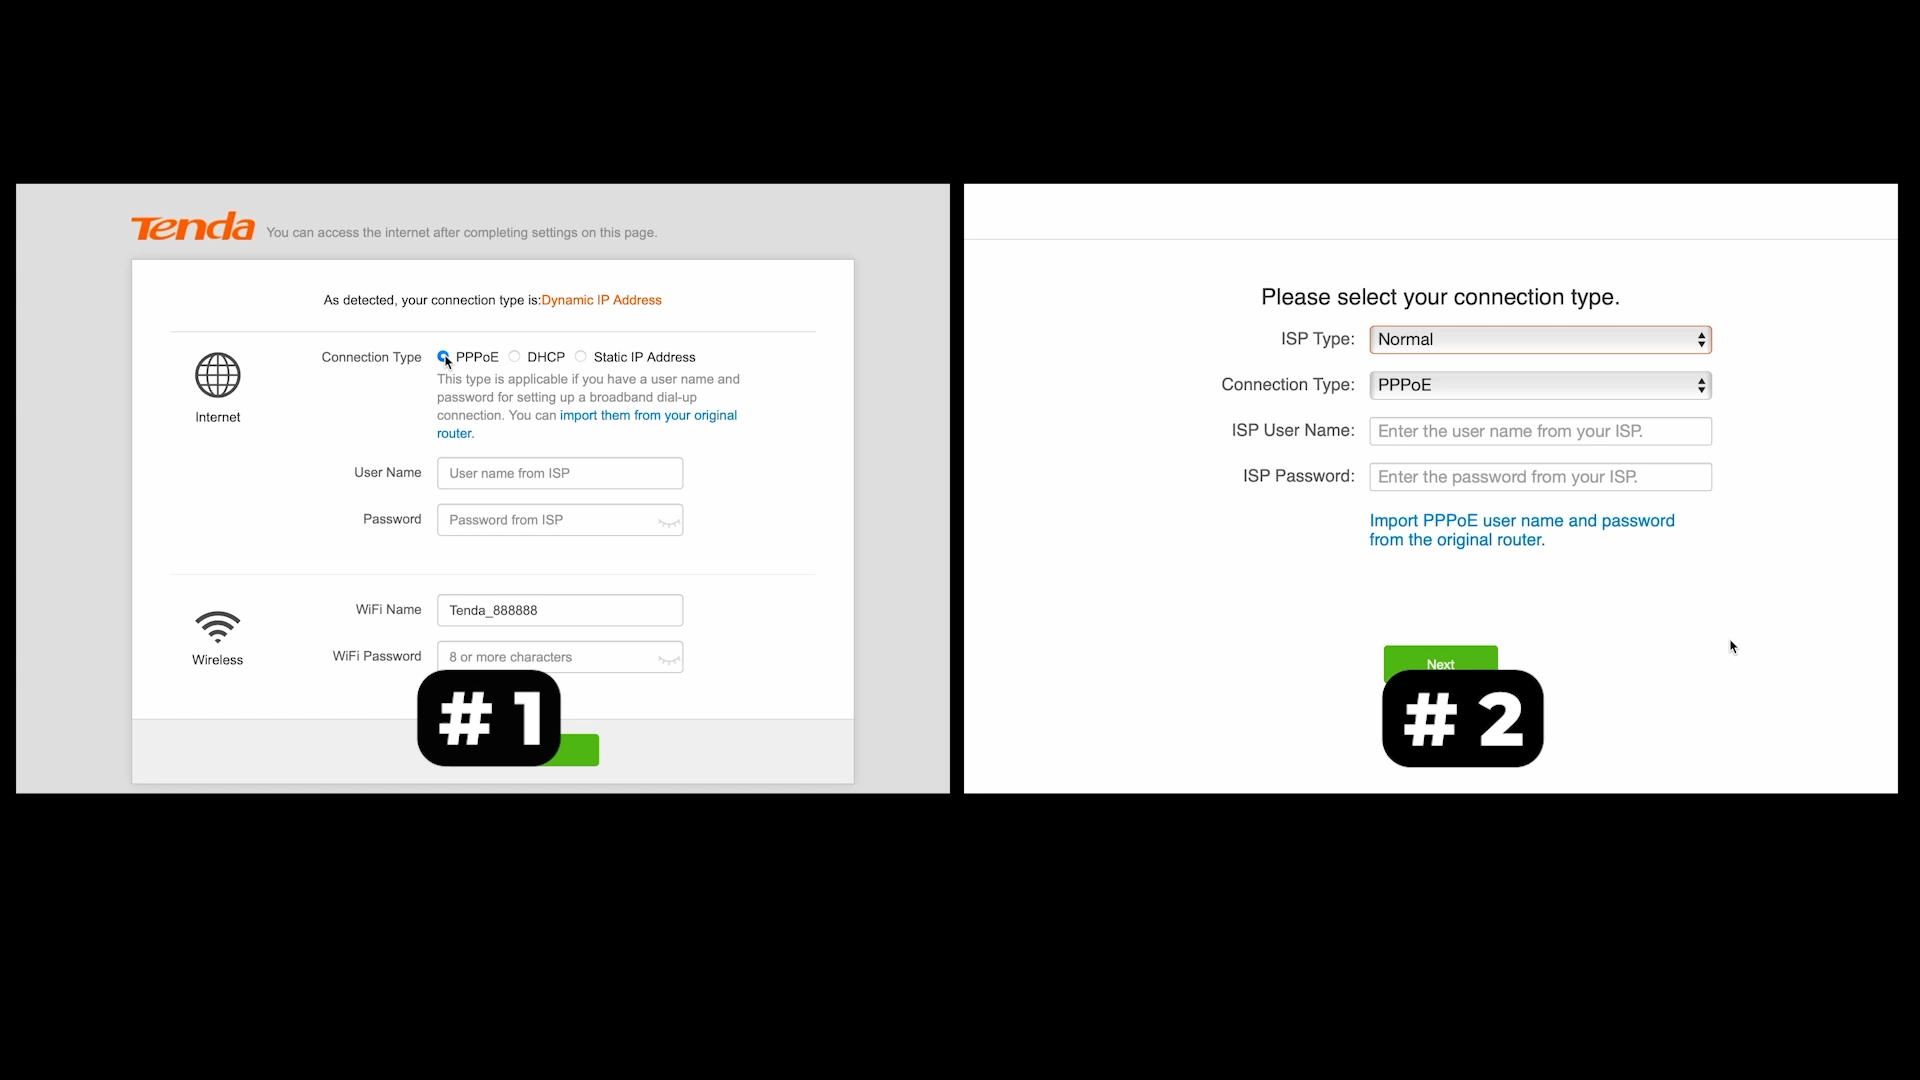 Tenda You can access the internet after completing settings on this page.
As detected, your connection type is:Dynamic IP Address
Connection Type PPPoE DHCP Static IP Address
This type is applicable if you have a user name and
password for setting up a broadband dial-up
connection. You can import them from your original
router.
Internet
User Name User name from ISP
Password Password from ISP
WiFi Name Tenda_888888
Wireless
WiFi Password 8 or more characters
# 1
Please select your connection type.
ISP Type: Normal
Connection Type: PPPoE
ISP User Name: Enter the user name from your ISP.
ISP Password: Enter the password from your ISP.
Import PPPoE user name and password
from the original router.
Next
# 2